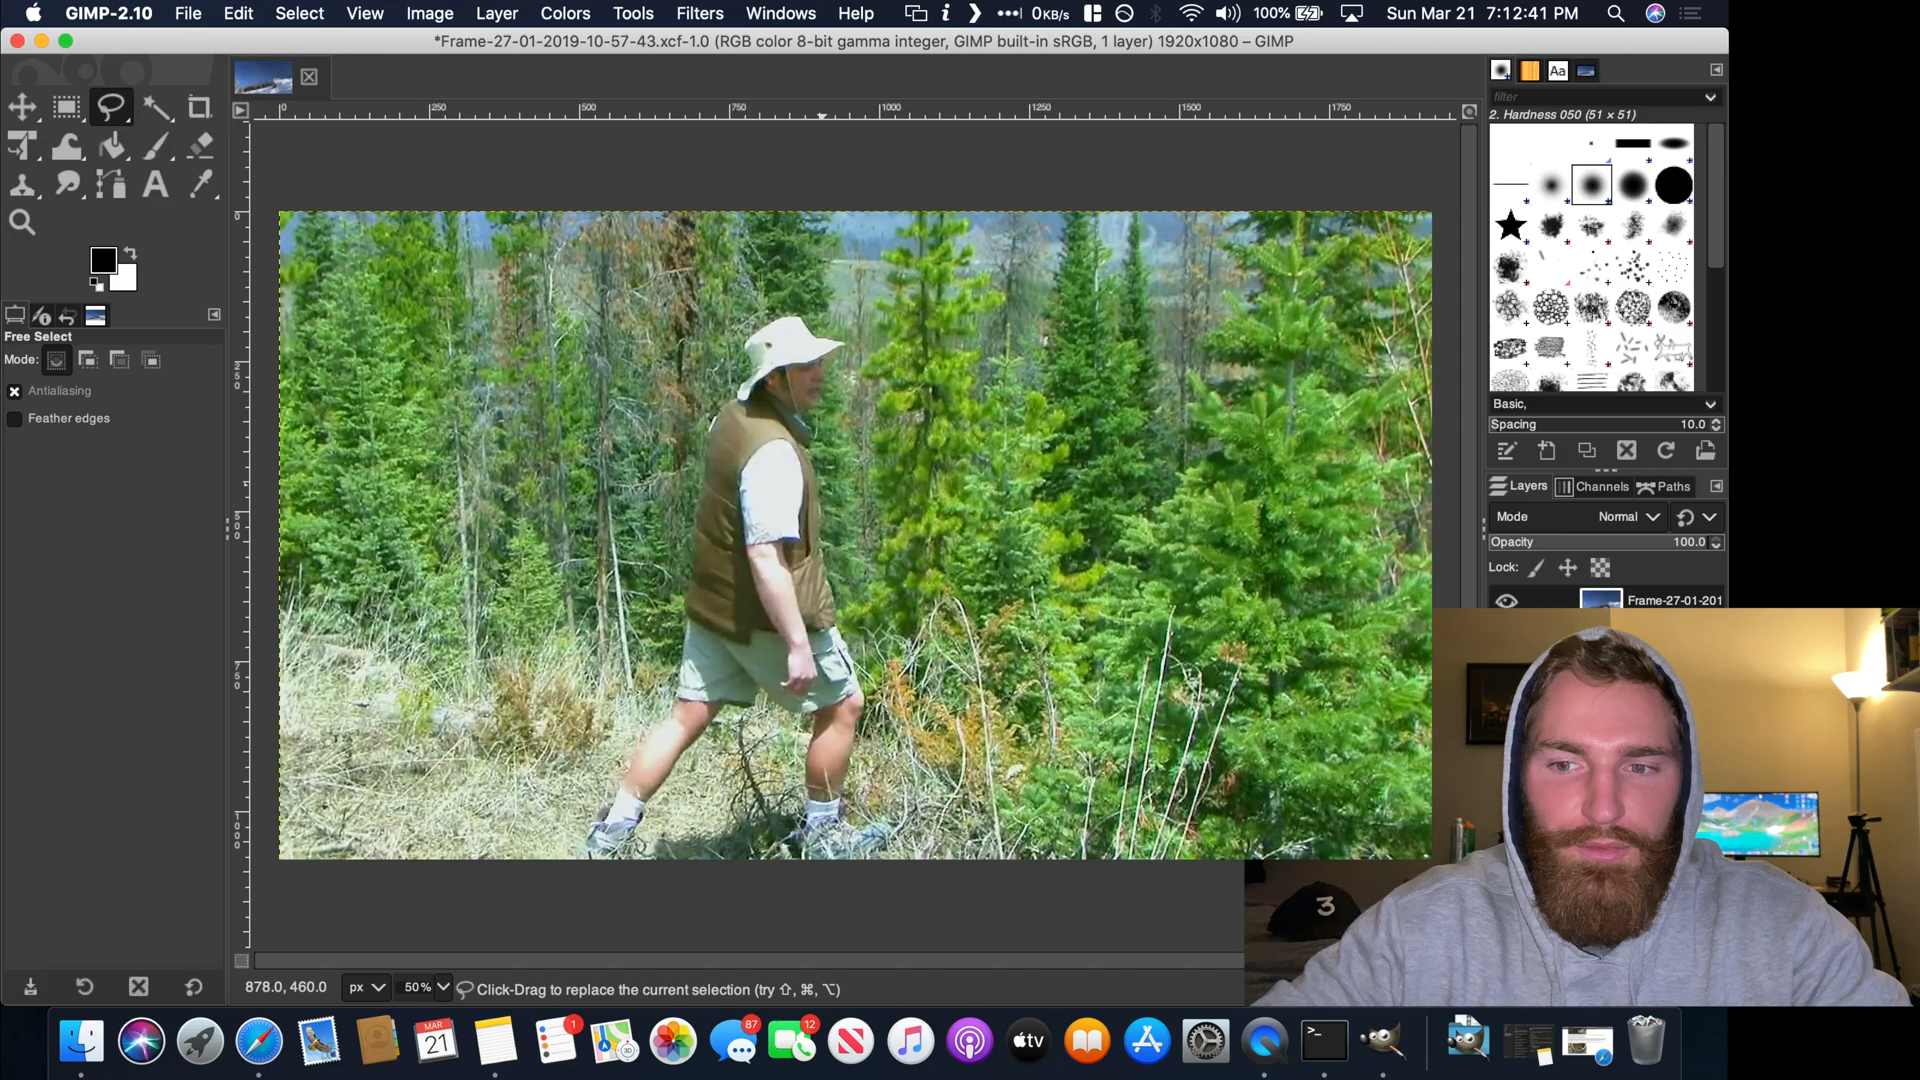 GIMP-2.10 File Edit Select View Image Layer Colors Tools Filters Windows Help 0KB/s 100% Sun Mar 21 7:12:41 PM
*Frame-27-01-2019-10-57-43.xcf-1.0 (RGB color 8-bit gamma integer, GIMP built-in sRGB, 1 layer) 1920x1080 – GIMP
0 250 500 750 1000 1250 1500 1750
Aa
filter
2. Hardness 050 (51 × 51)
A
Free Select
Mode:
Antialiasing
Feather edges
0
250
500
750
1000
Basic,
Spacing 10.0
Layers Channels Paths
Mode Normal
Opacity 100.0
Lock:
Frame-27-01-201
3
878.0, 460.0 px 50% Click-Drag to replace the current selection (try ⇧, ⌘, ⌥)
MAR
21
1
87
12
tv